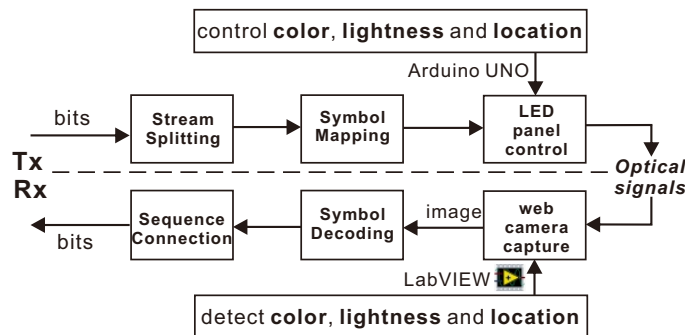 control color, lightness and location
Arduino UNO
bits
Stream
Splitting
Symbol
Mapping
LED
panel
control
Tx
Rx
Optical
signals
bits
Sequence
Connection
Symbol
Decoding
image
web
camera
capture
LabVIEW
detect color, lightness and location